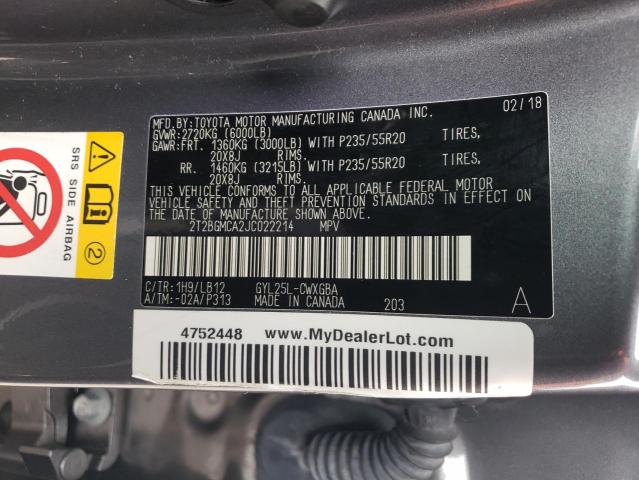 MFD.BY:TOYOTA MOTOR MANUFACTURING CANADA INC. 02/18
GVWR:2720KG (6000LB)
GAWR:FRT. 1360KG (3000LB) WITH P235/55R20 TIRES,
20X8J RIMS.
RR. 1460KG (3215LB) WITH P235/55R20 TIRES,
20X8J RIMS.
THIS VEHICLE CONFORMS TO ALL APPLICABLE FEDERAL MOTOR
VEHICLE SAFETY AND THEFT PREVENTION STANDARDS IN EFFECT ON
THE DATE OF MANUFACTURE SHOWN ABOVE.
2T2BGMCA2JC022214 MPV
C/TR:1H9/LB12 GYL25L-CWXGBA
A/TM:-02A/P313 MADE IN CANADA 203 A
SRS SIDE AIRBAG
2
4752448 www.MyDealerLot.com